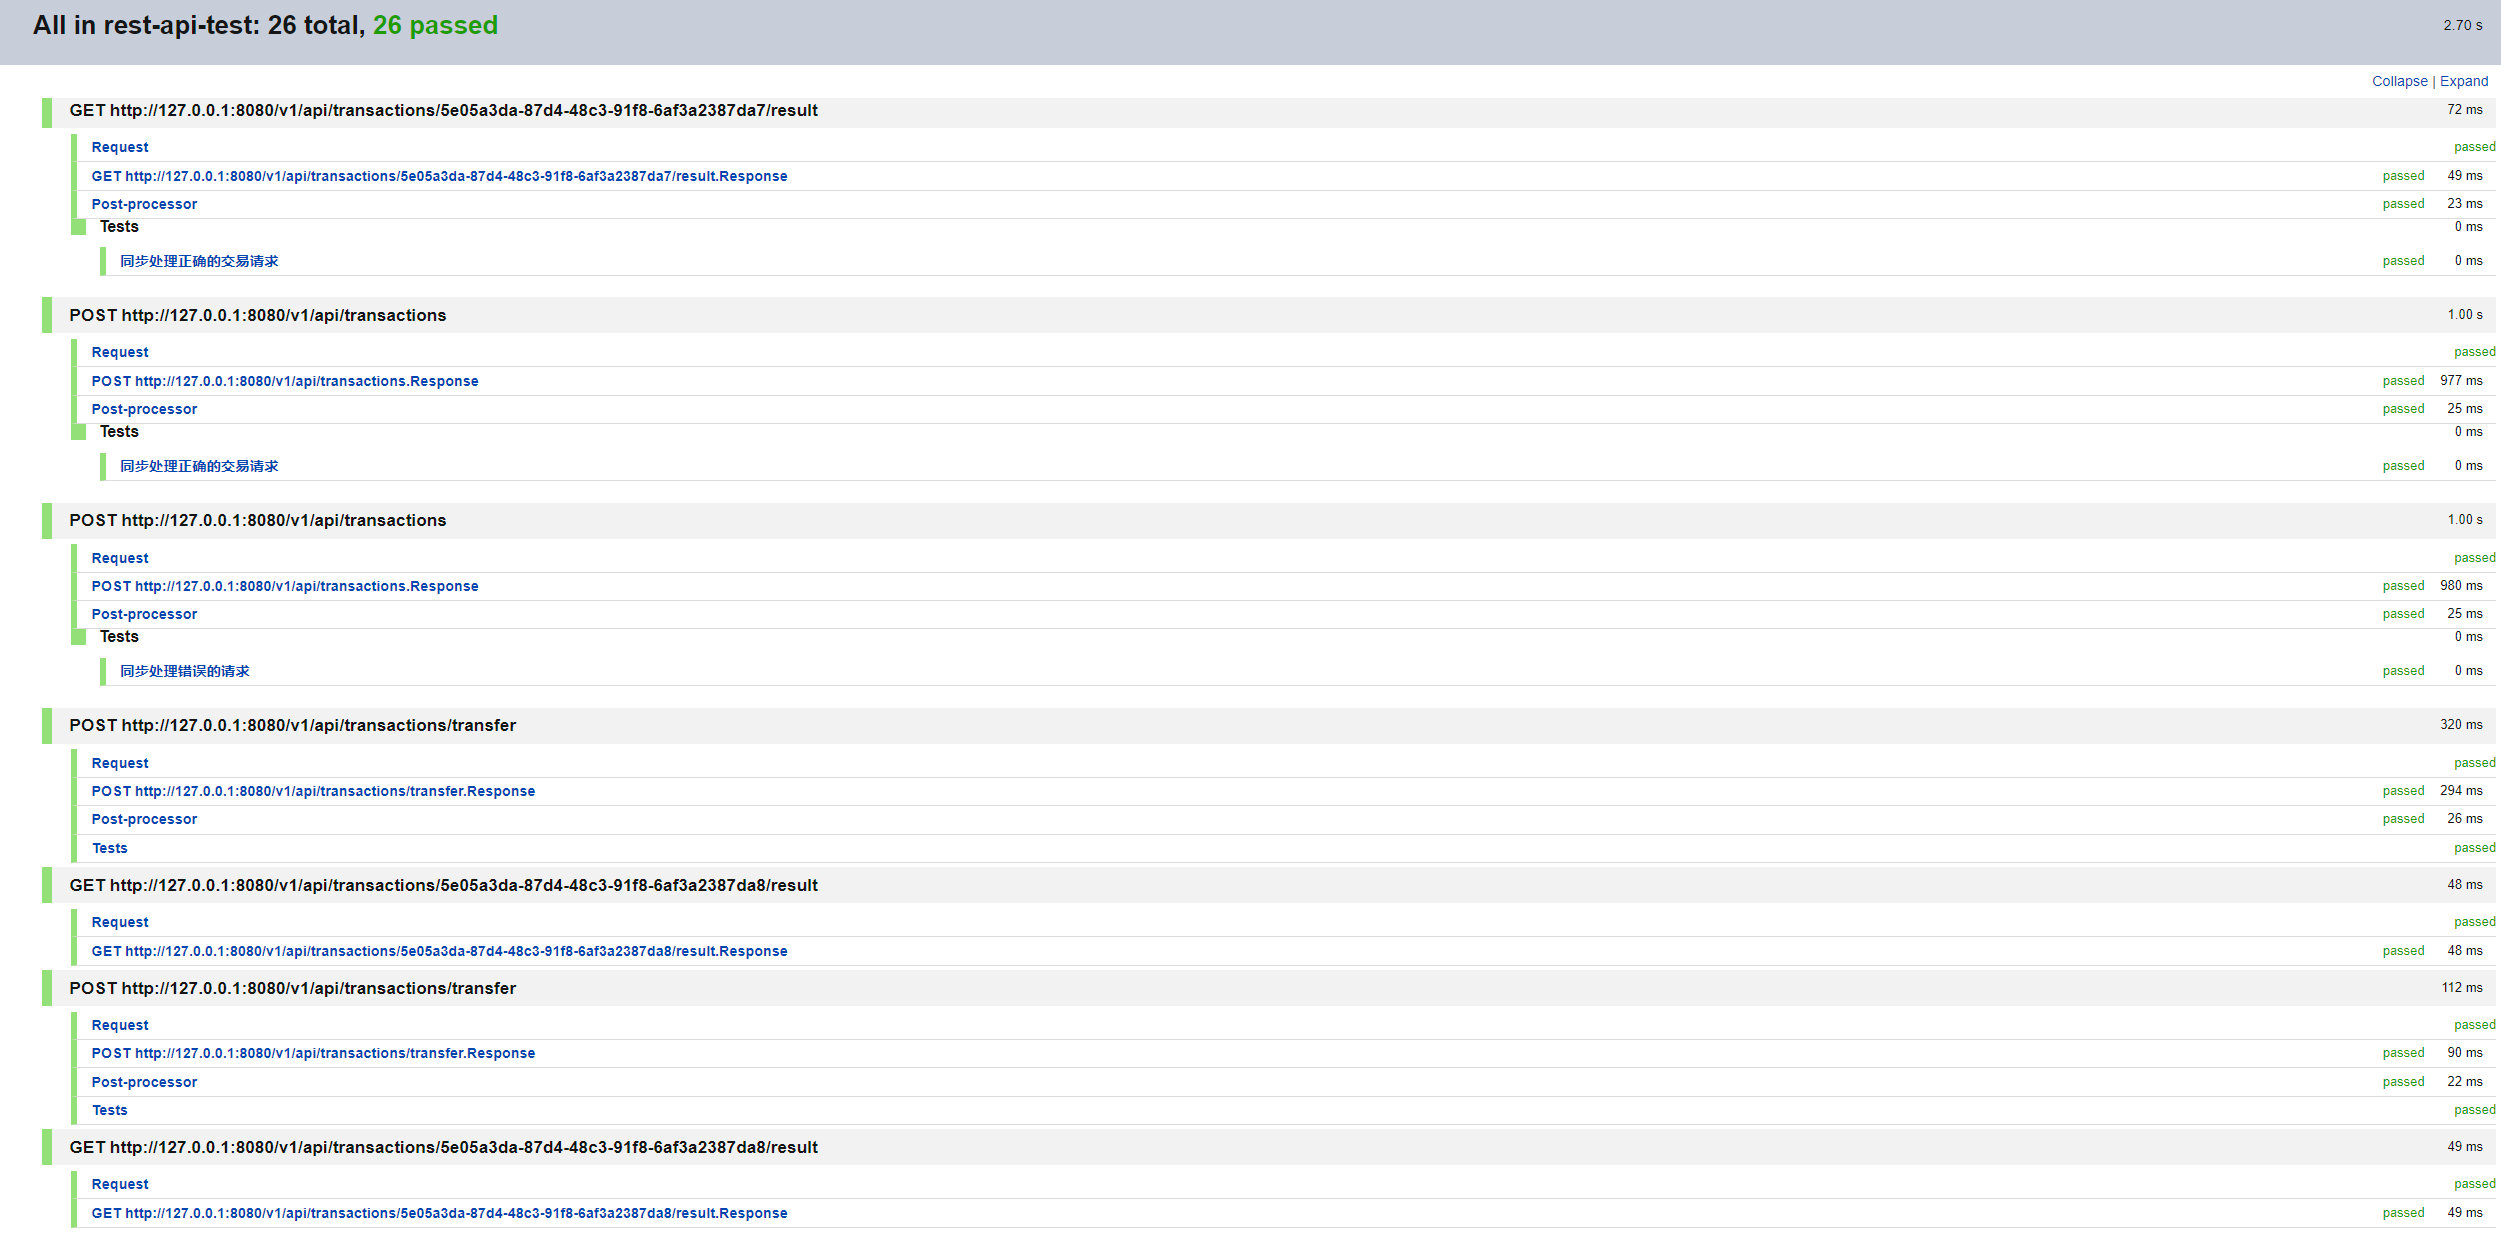 All in rest-api-test: 26 total, 26 passed 2.70 s
Collapse | Expand
GET http://127.0.0.1:8080/v1/api/transactions/5e05a3da-87d4-48c3-91f8-6af3a2387da7/result 72 ms
Request passed
GET http://127.0.0.1:8080/v1/api/transactions/5e05a3da-87d4-48c3-91f8-6af3a2387da7/result.Response passed 49 ms
Post-processor passed 23 ms
Tests 0 ms
同步处理正确的交易请求 passed 0 ms
POST http://127.0.0.1:8080/v1/api/transactions 1.00 s
Request passed
POST http://127.0.0.1:8080/v1/api/transactions.Response passed 977 ms
Post-processor passed 25 ms
Tests 0 ms
同步处理正确的交易请求 passed 0 ms
POST http://127.0.0.1:8080/v1/api/transactions 1.00 s
Request passed
POST http://127.0.0.1:8080/v1/api/transactions.Response passed 980 ms
Post-processor passed 25 ms
Tests 0 ms
同步处理错误的请求 passed 0 ms
POST http://127.0.0.1:8080/v1/api/transactions/transfer 320 ms
Request passed
POST http://127.0.0.1:8080/v1/api/transactions/transfer.Response passed 294 ms
Post-processor passed 26 ms
Tests passed
GET http://127.0.0.1:8080/v1/api/transactions/5e05a3da-87d4-48c3-91f8-6af3a2387da8/result 48 ms
Request passed
GET http://127.0.0.1:8080/v1/api/transactions/5e05a3da-87d4-48c3-91f8-6af3a2387da8/result.Response passed 48 ms
POST http://127.0.0.1:8080/v1/api/transactions/transfer 112 ms
Request passed
POST http://127.0.0.1:8080/v1/api/transactions/transfer.Response passed 90 ms
Post-processor passed 22 ms
Tests passed
GET http://127.0.0.1:8080/v1/api/transactions/5e05a3da-87d4-48c3-91f8-6af3a2387da8/result 49 ms
Request passed
GET http://127.0.0.1:8080/v1/api/transactions/5e05a3da-87d4-48c3-91f8-6af3a2387da8/result.Response passed 49 ms